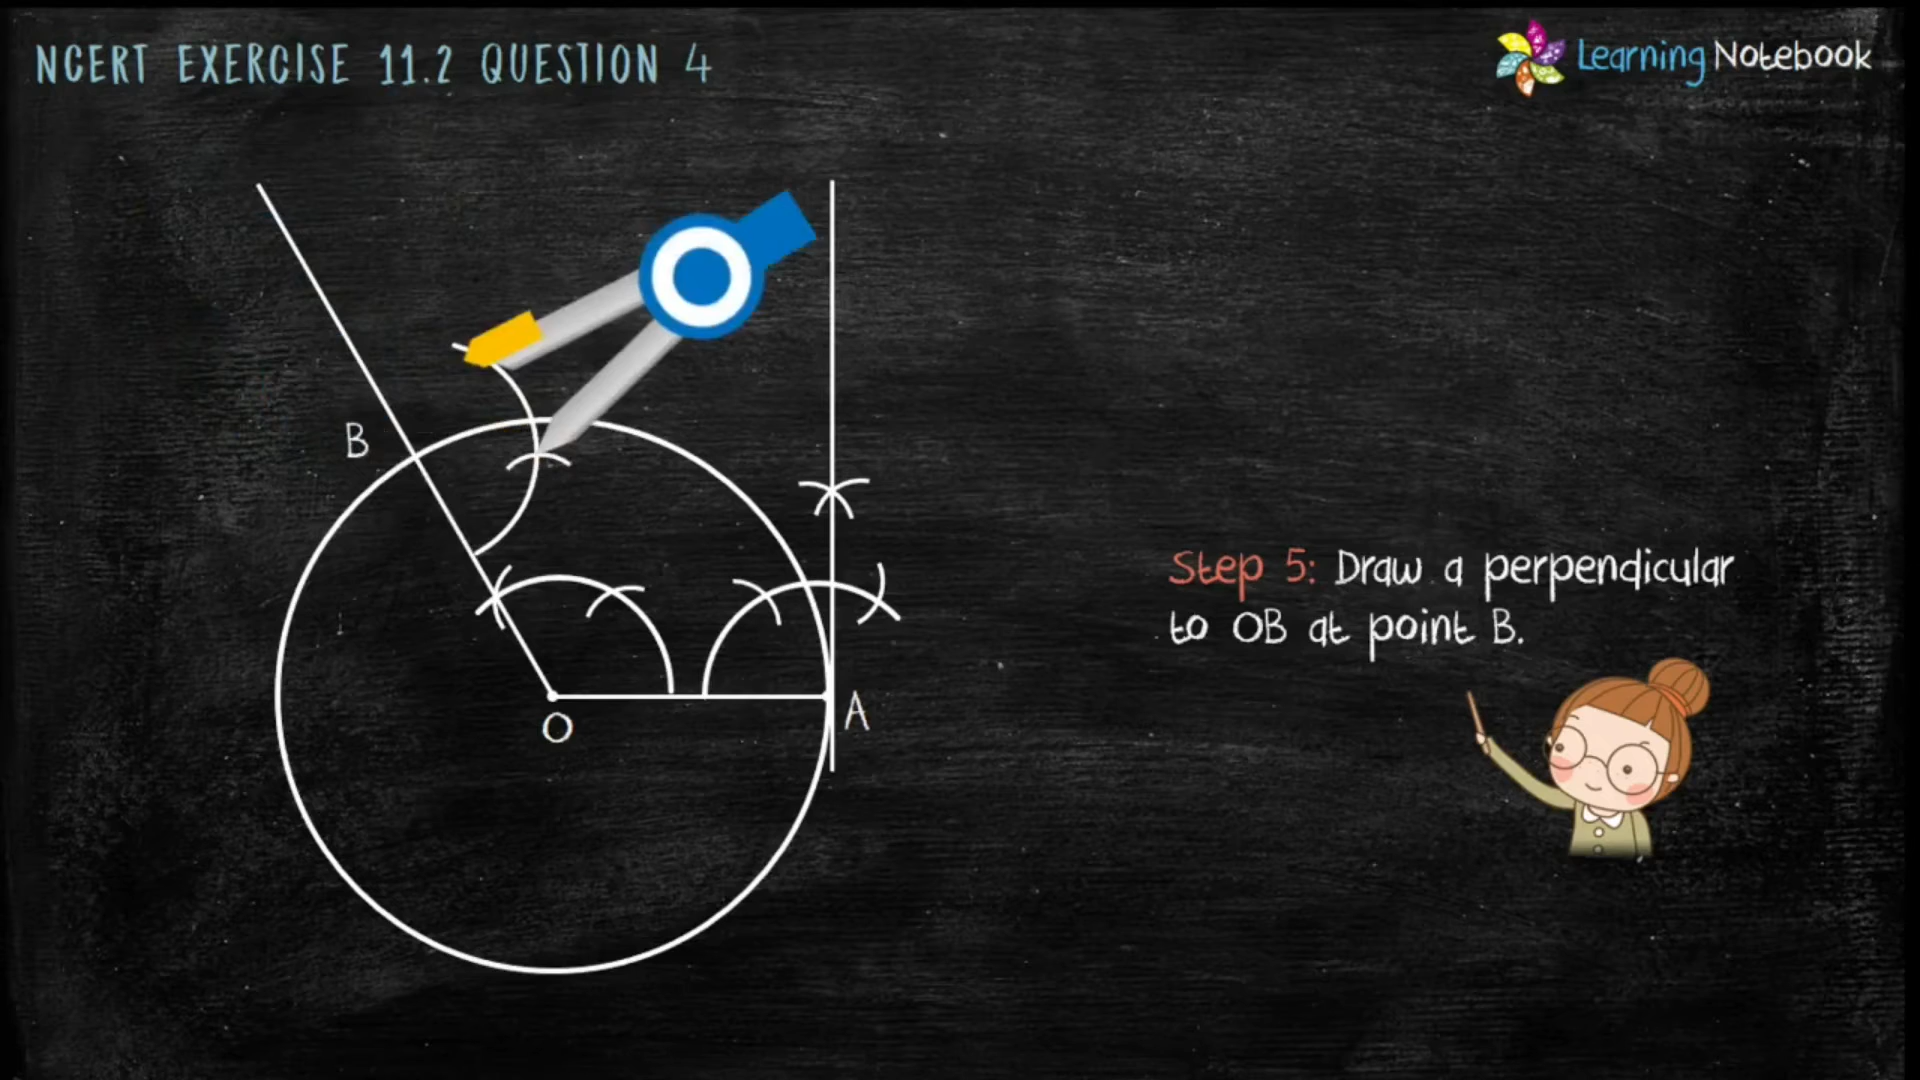 NCERT EXERCISE 11.2 QUESTION 4
Learning Notebook
B
Step 5: Draw a perpendicular
to OB at point B.
O
A